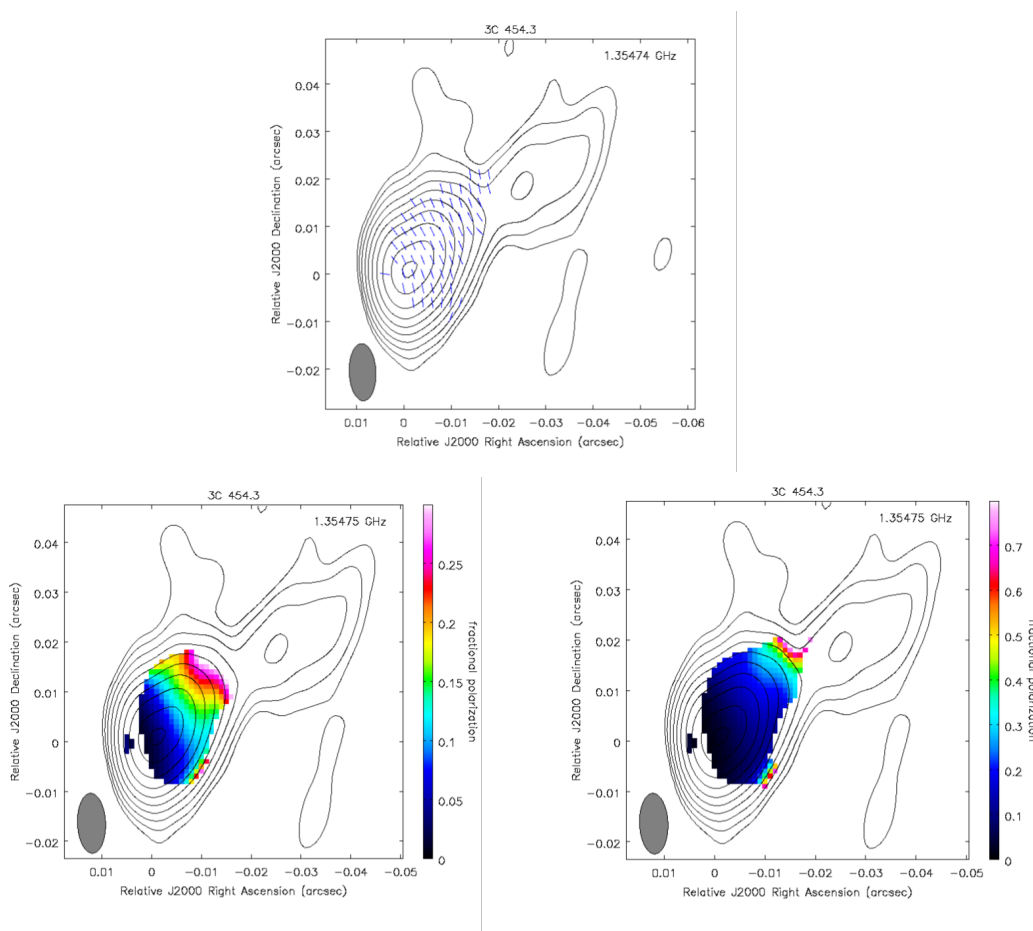 3C 454.3
1.35474 GHz
0.04
0.03
0.02
0.01
0
−0.01
−0.02
Relative J2000 Declination (arcsec)
0.01 0 −0.01 −0.02 −0.03 −0.04 −0.05 −0.06
Relative J2000 Right Ascension (arcsec)
3C 454.3
1.35475 GHz
0.04
0.03
0.02
0.01
0
−0.01
−0.02
Relative J2000 Declination (arcsec)
0.01 0 −0.01 −0.02 −0.03 −0.04 −0.05
Relative J2000 Right Ascension (arcsec)
0.25
0.2
0.15
0.1
0.05
0
fractional polarization
3C 454.3
1.35475 GHz
0.04
0.03
0.02
0.01
0
−0.01
−0.02
Relative J2000 Declination (arcsec)
0.01 0 −0.01 −0.02 −0.03 −0.04 −0.05
Relative J2000 Right Ascension (arcsec)
0.7
0.6
0.5
0.4
0.3
0.2
0.1
0